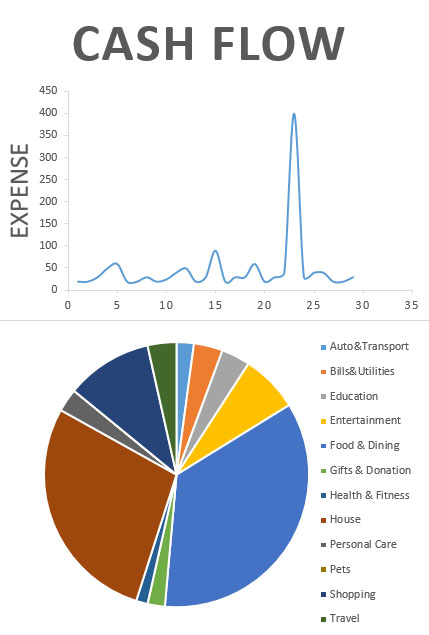 CASH FLOW
EXPENSE
450
400
350
300
250
200
150
100
50
0
0 5 10 15 20 25 30 35
Auto&Transport
Bills&Utilities
Education
Entertainment
Food & Dining
Gifts & Donation
Health & Fitness
House
Personal Care
Pets
Shopping
Travel